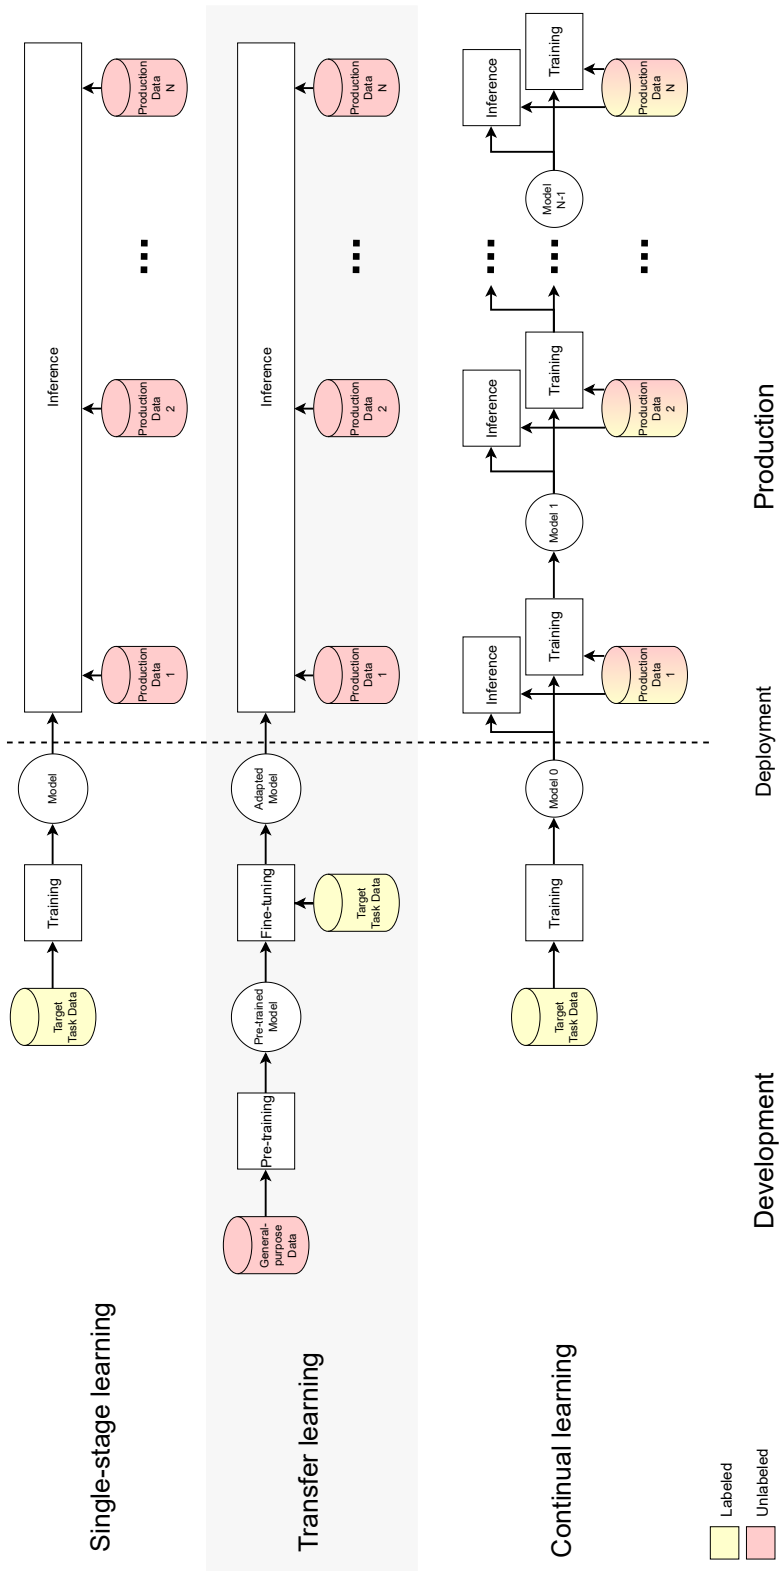 Single-stage learning
Target
Task Data
Training
Model
Inference
Production
Data
1
Production
Data
2
...
Production
Data
N
Transfer learning
General-
purpose
Data
Pre-training
Pre-trained
Model
Fine-tuning
Target
Task Data
Adapted
Model
Inference
Production
Data
1
Production
Data
2
...
Production
Data
N
Continual learning
Target
Task Data
Training
Model 0
Inference
Training
Production
Data
1
Model 1
Inference
Training
Production
Data
2
...
...
...
Model
N-1
Inference
Training
Production
Data
N
Labeled
Unlabeled
Development
Deployment
Production